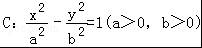 C: x²/a² - y²/b² =1(a＞0, b＞0)